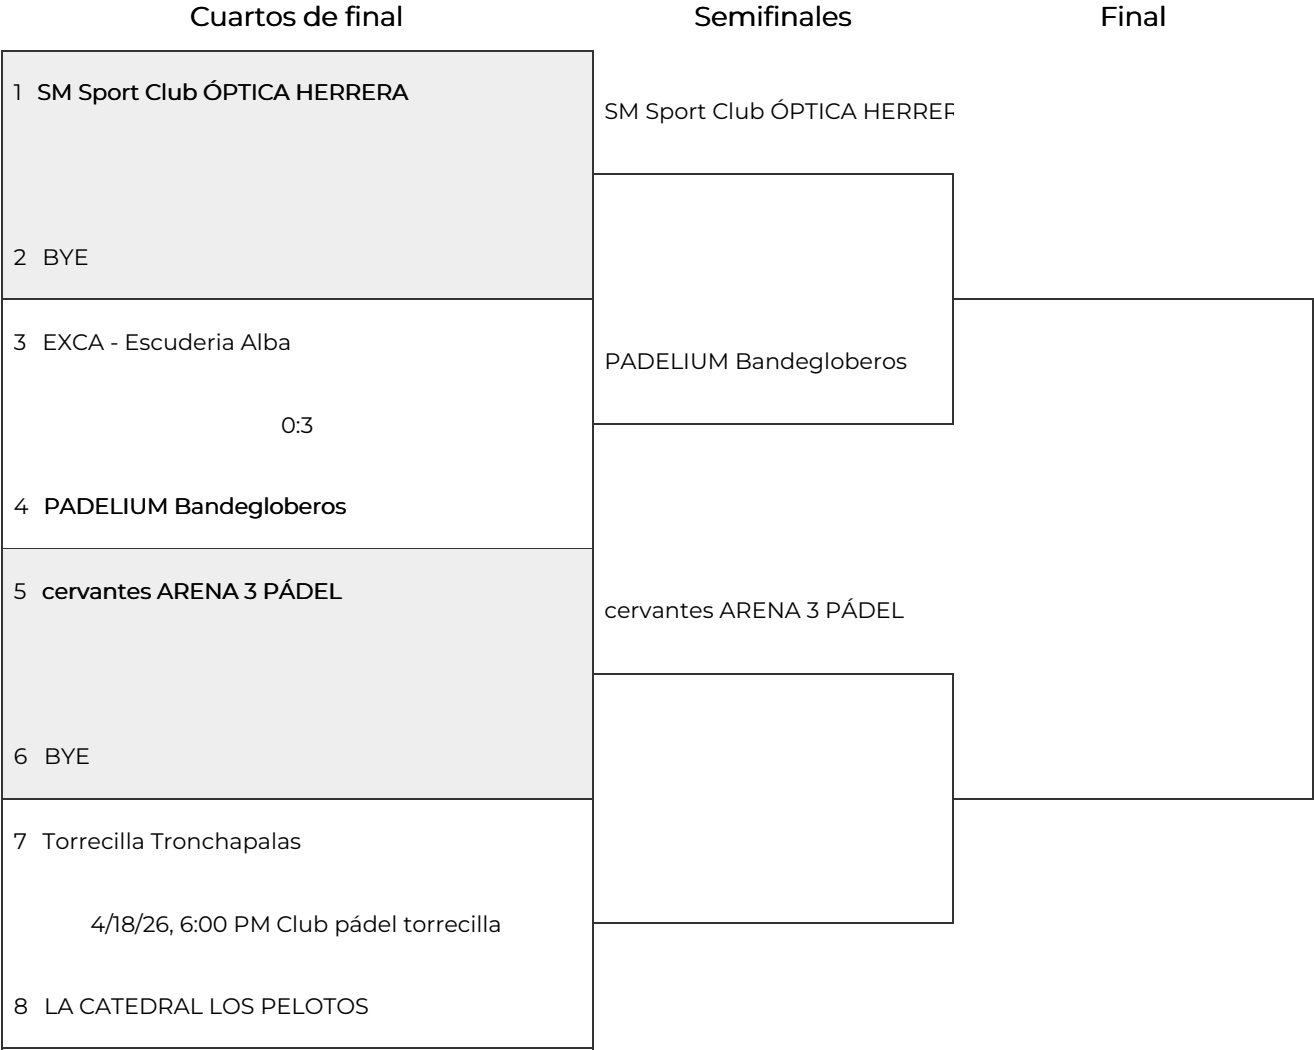 Cuartos de final
Semifinales
Final
1 SM Sport Club ÓPTICA HERRERA
SM Sport Club ÓPTICA HERRER
2 BYE
3 EXCA - Escuderia Alba
PADELIUM Bandegloberos
0:3
4 PADELIUM Bandegloberos
5 cervantes ARENA 3 PÁDEL
cervantes ARENA 3 PÁDEL
6 BYE
7 Torrecilla Tronchapalas
4/18/26, 6:00 PM Club pádel torrecilla
8 LA CATEDRAL LOS PELOTOS